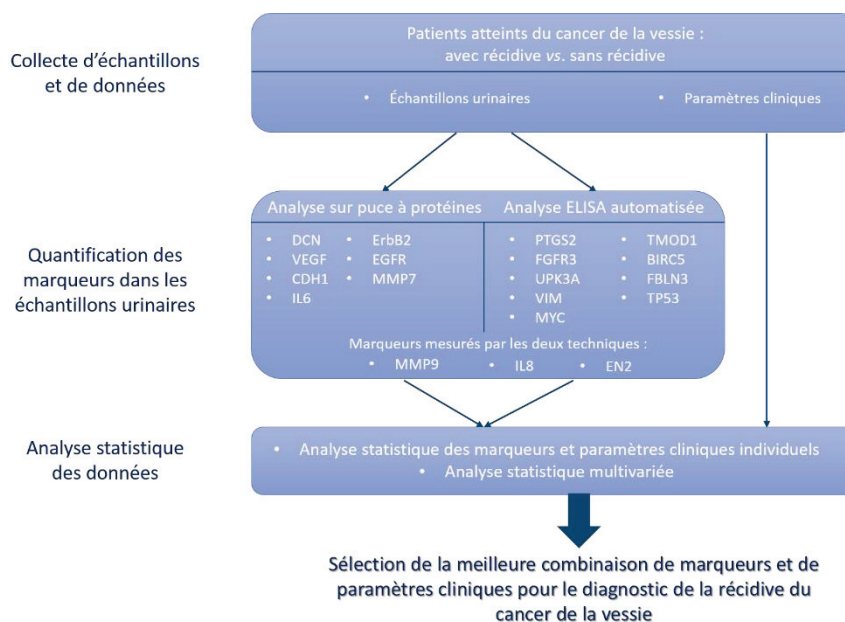 Collecte d'échantillons
et de données
Patients atteints du cancer de la vessie :
avec récidive vs. sans récidive
• Échantillons urinaires
• Paramètres cliniques
Quantification des
marqueurs dans les
échantillons urinaires
Analyse sur puce à protéines
• DCN
• VEGF
• CDH1
• IL6
• ErbB2
• EGFR
• MMP7
Analyse ELISA automatisée
• PTGS2
• FGFR3
• UPK3A
• VIM
• MYC
• TMOD1
• BIRC5
• FBLN3
• TP53
Marqueurs mesurés par les deux techniques :
• MMP9
• IL8
• EN2
Analyse statistique
des données
• Analyse statistique des marqueurs et paramètres cliniques individuels
• Analyse statistique multivariée
Sélection de la meilleure combinaison de marqueurs et de
paramètres cliniques pour le diagnostic de la récidive du
cancer de la vessie